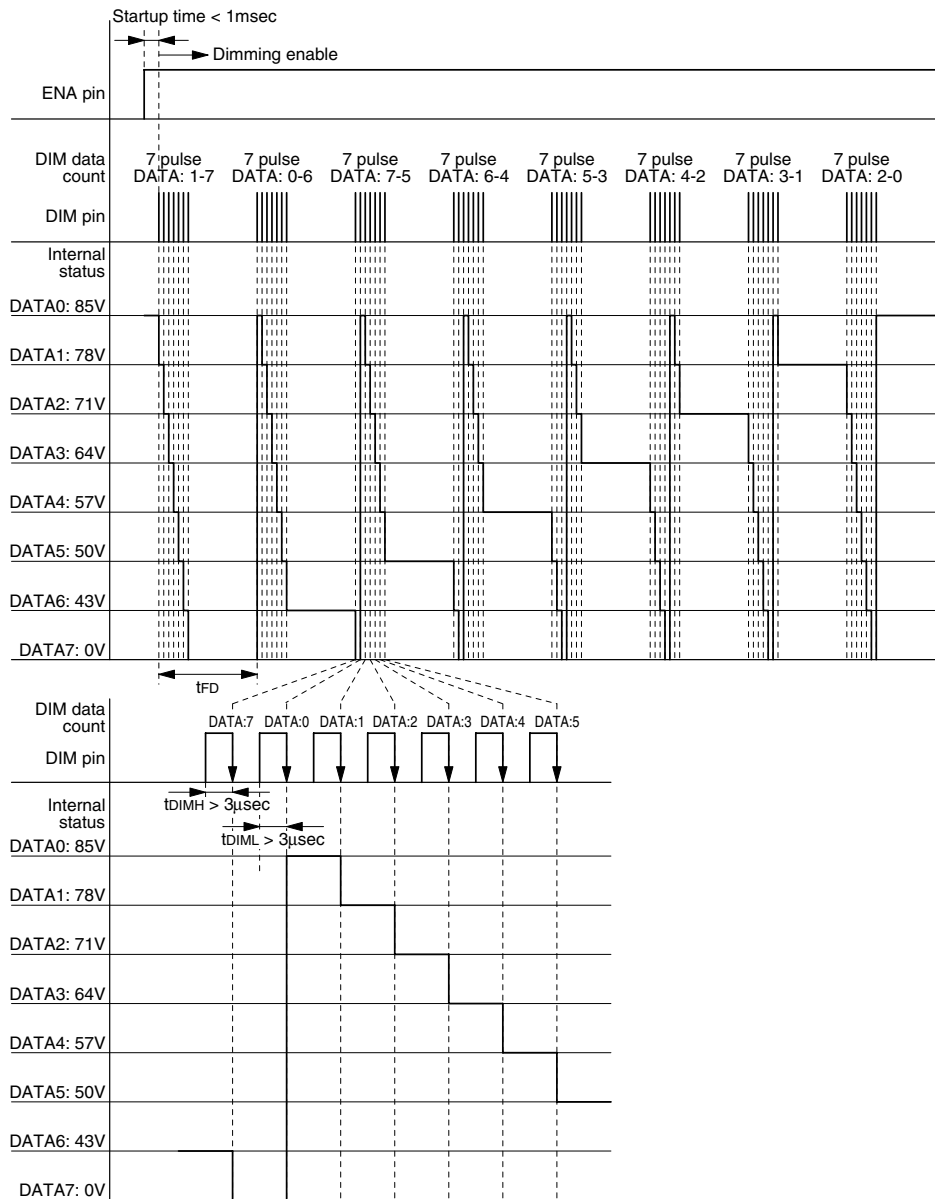 Startup time < 1msec
Dimming enable
ENA pin
DIM data count
7 pulse DATA: 1-7
7 pulse DATA: 0-6
7 pulse DATA: 7-5
7 pulse DATA: 6-4
7 pulse DATA: 5-3
7 pulse DATA: 4-2
7 pulse DATA: 3-1
7 pulse DATA: 2-0
DIM pin
Internal status
DATA0: 85V
DATA1: 78V
DATA2: 71V
DATA3: 64V
DATA4: 57V
DATA5: 50V
DATA6: 43V
DATA7: 0V
tFD
DIM data count
DATA:7 DATA:0 DATA:1 DATA:2 DATA:3 DATA:4 DATA:5
DIM pin
tDIMH > 3μsec
Internal status
tDIML > 3μsec
DATA0: 85V
DATA1: 78V
DATA2: 71V
DATA3: 64V
DATA4: 57V
DATA5: 50V
DATA6: 43V
DATA7: 0V